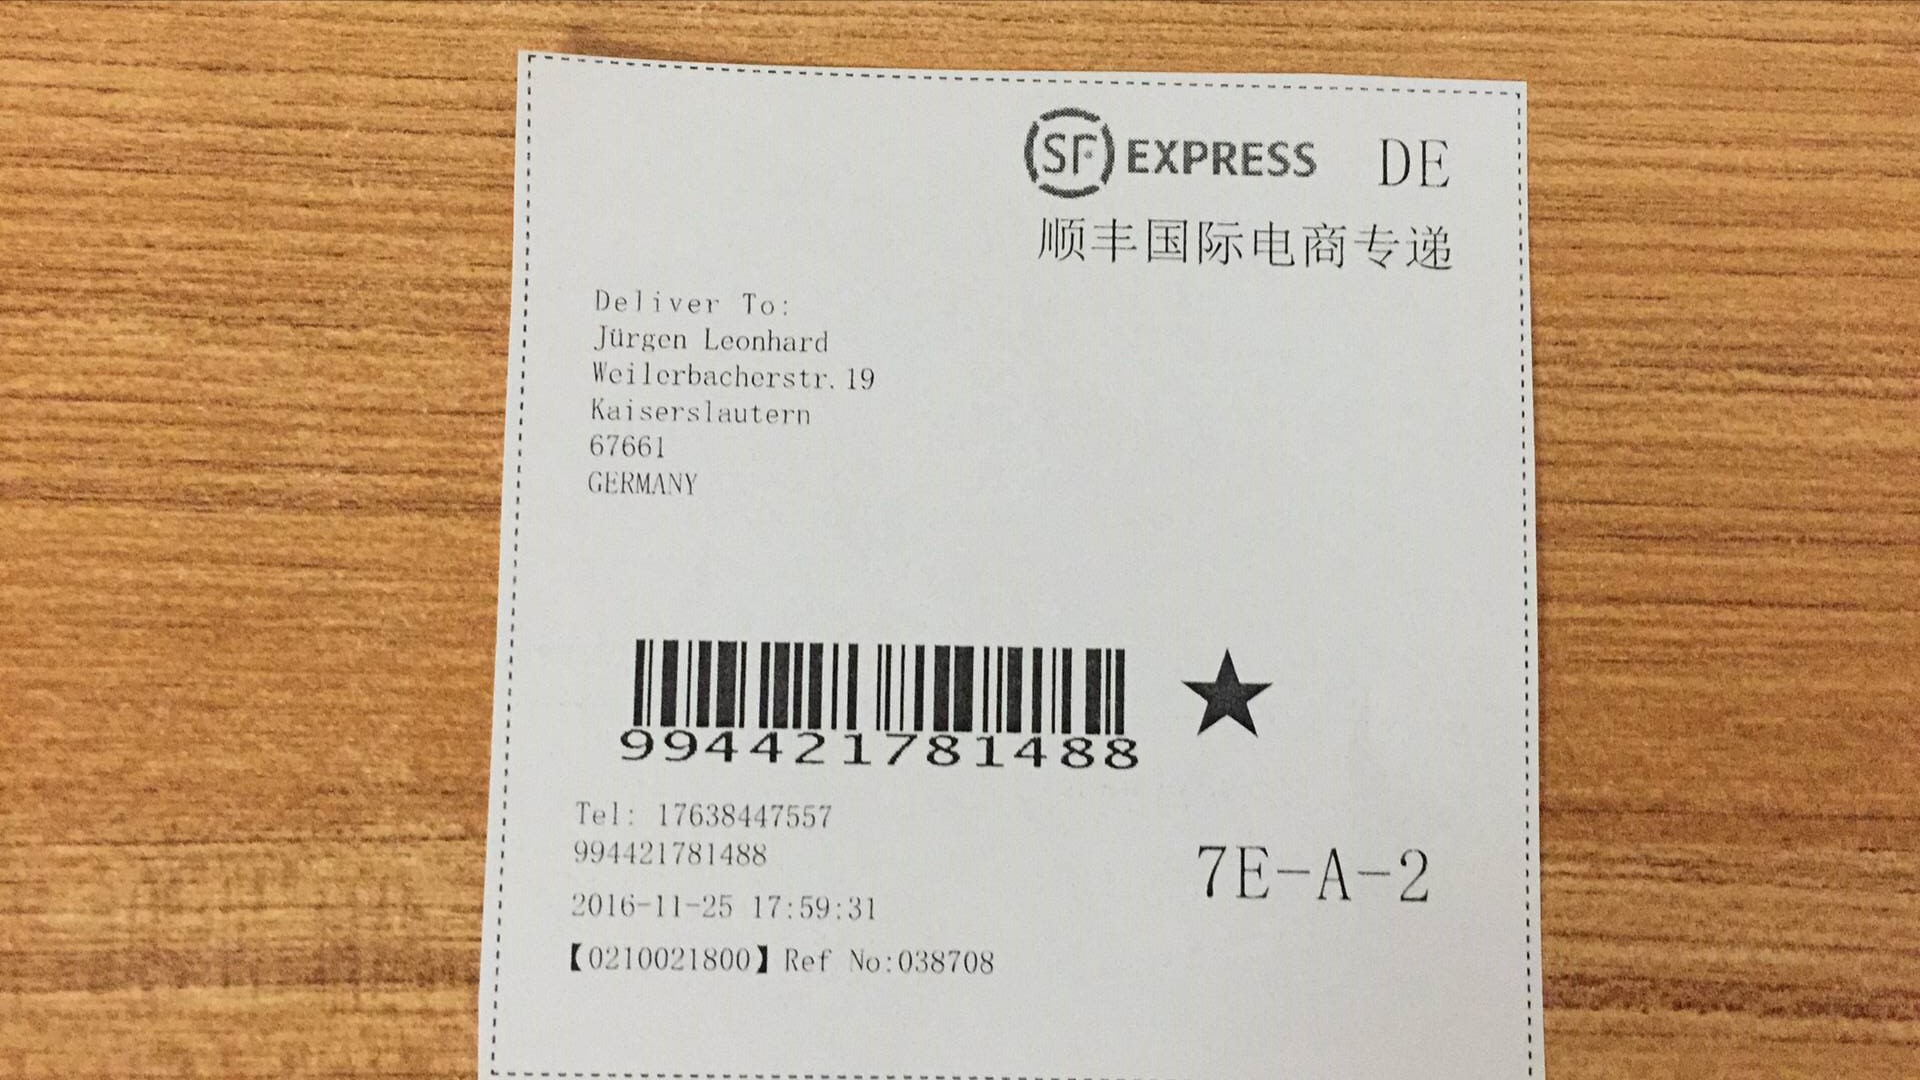 SF EXPRESS DE
顺丰国际电商专递
Deliver To:
Jürgen Leonhard
Weilerbacherstr. 19
Kaiserslautern
67661
GERMANY
994421781488
Tel: 17638447557
994421781488
7E-A-2
2016-11-25 17:59:31
【0210021800】Ref No:038708